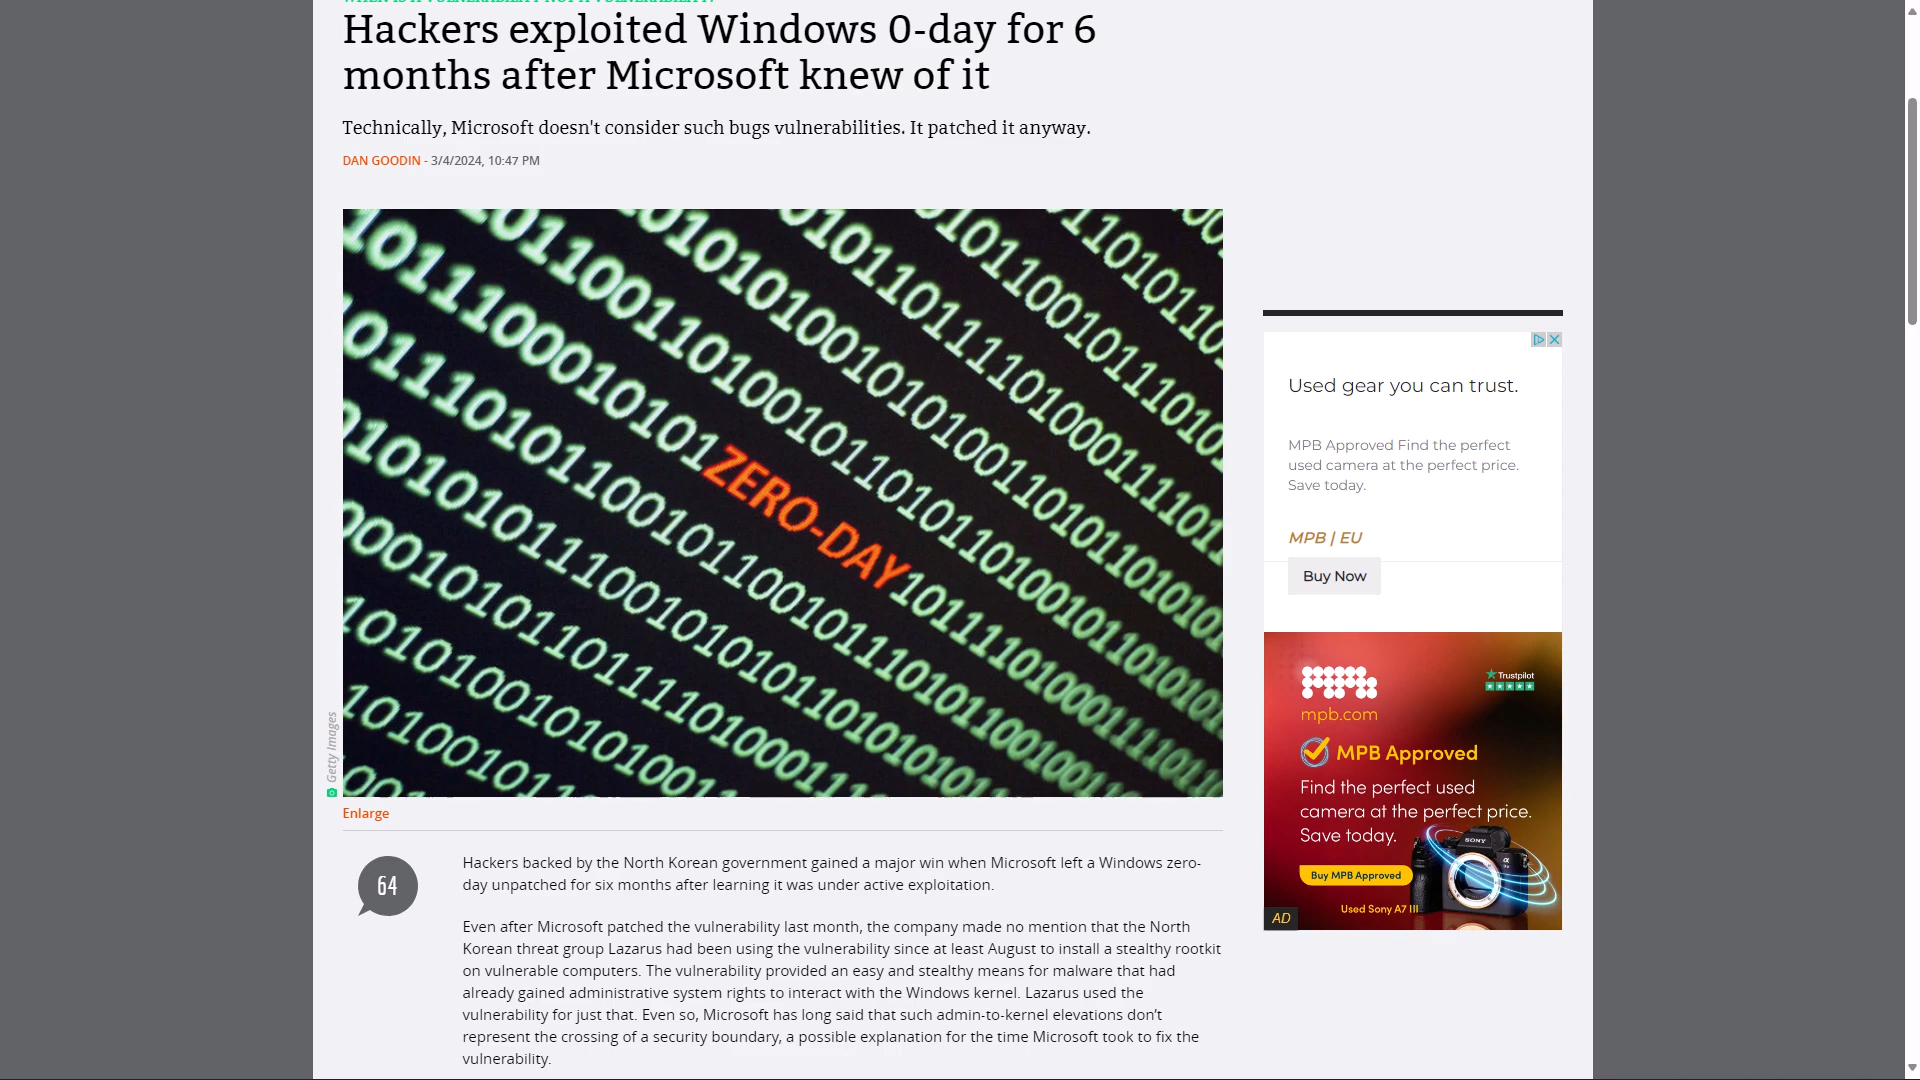 Hackers exploited Windows 0-day for 6
months after Microsoft knew of it
Technically, Microsoft doesn't consider such bugs vulnerabilities. It patched it anyway.
DAN GOODIN - 3/4/2024, 10:47 PM
ZERO-DAY
Getty Images
Enlarge
64
Hackers backed by the North Korean government gained a major win when Microsoft left a Windows zero-
day unpatched for six months after learning it was under active exploitation.
Even after Microsoft patched the vulnerability last month, the company made no mention that the North
Korean threat group Lazarus had been using the vulnerability since at least August to install a stealthy rootkit
on vulnerable computers. The vulnerability provided an easy and stealthy means for malware that had
already gained administrative system rights to interact with the Windows kernel. Lazarus used the
vulnerability for just that. Even so, Microsoft has long said that such admin-to-kernel elevations don’t
represent the crossing of a security boundary, a possible explanation for the time Microsoft took to fix the
vulnerability.
Used gear you can trust.
MPB Approved Find the perfect
used camera at the perfect price.
Save today.
MPB | EU
Buy Now
mpb
Trustpilot
mpb.com
MPB Approved
Find the perfect used
camera at the perfect price.
Save today.
SONY
Buy MPB Approved
Used Sony A7 III
AD